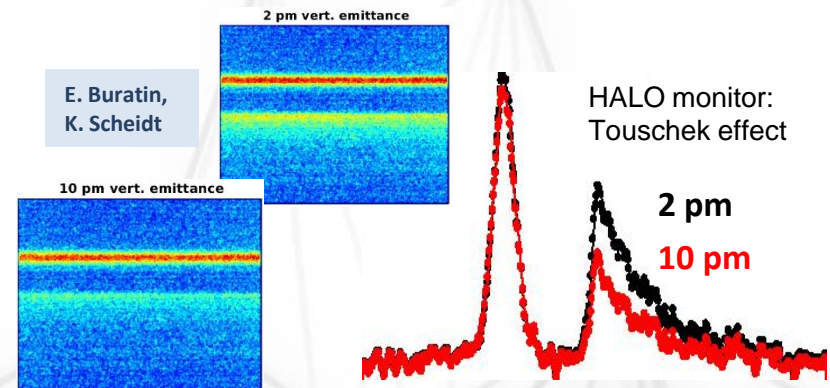 2 pm vert. emittance
E. Buratin,
K. Scheidt
HALO monitor:
Touschek effect
10 pm vert. emittance
2 pm
10 pm